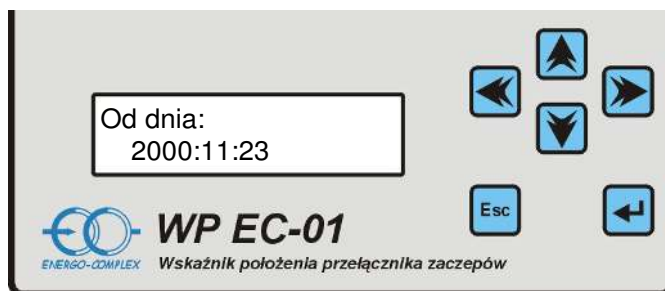 Od dnia:
2000:11:23
Esc
WP EC-01
ENERGO-COMPLEX
Wskaźnik położenia przełącznika zaczepów